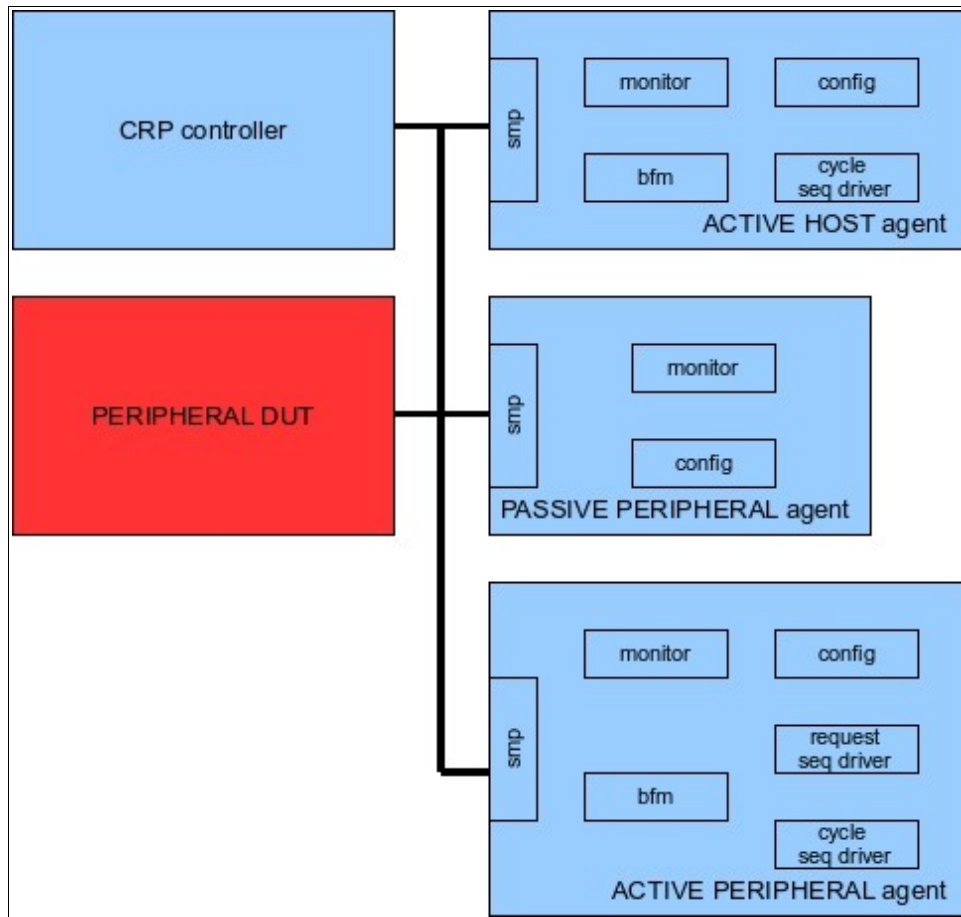 CRP controller
smp
monitor
config
bfm
cycle
seq driver
ACTIVE HOST agent
PERIPHERAL DUT
smp
monitor
config
PASSIVE PERIPHERAL agent
smp
monitor
config
request
seq driver
bfm
cycle
seq driver
ACTIVE PERIPHERAL agent